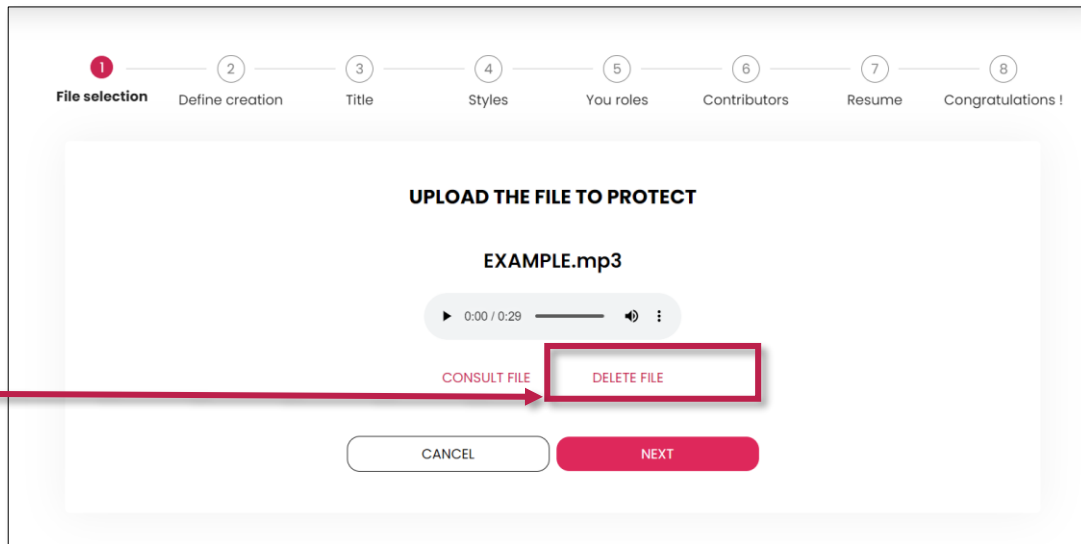 1 2 3 4 5 6 7 8
File selection Define creation Title Styles You roles Contributors Resume Congratulations !
UPLOAD THE FILE TO PROTECT
EXAMPLE.mp3
0:00 / 0:29
CONSULT FILE DELETE FILE
CANCEL NEXT